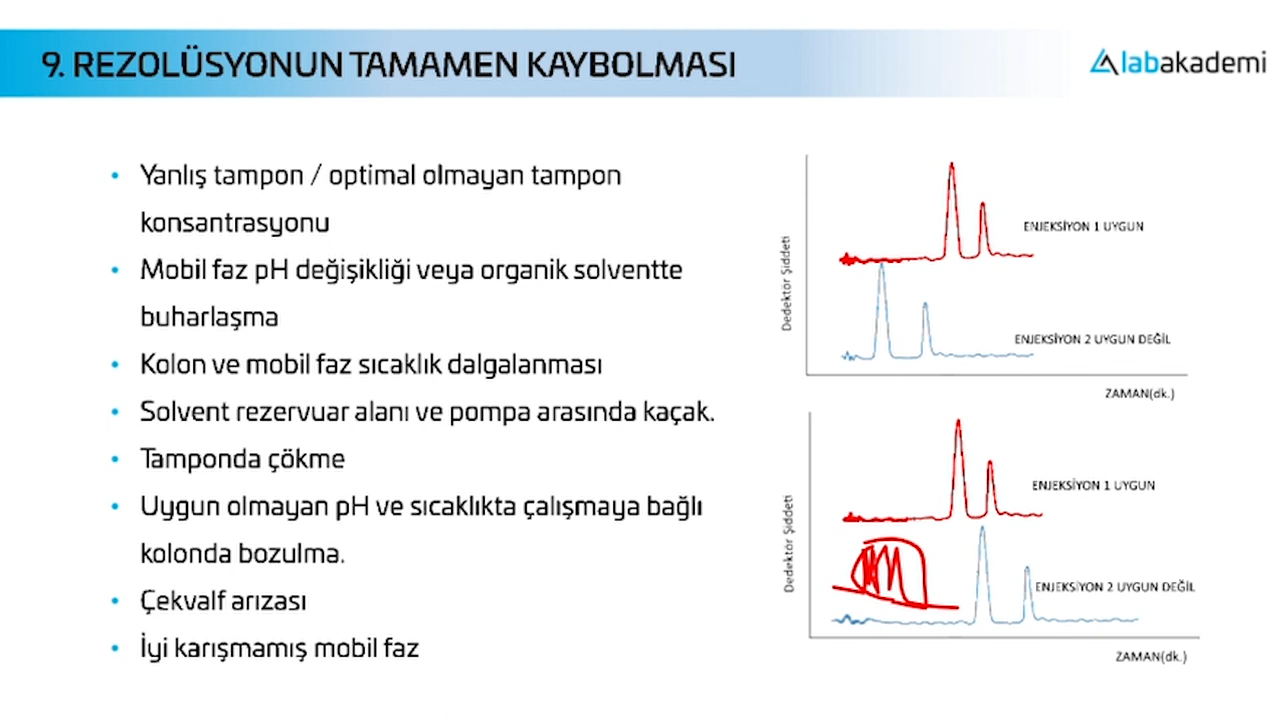 9. REZOLÜSYONUN TAMAMEN KAYBOLMASI
labakademi
• Yanlış tampon / optimal olmayan tampon
konsantrasyonu
• Mobil faz pH değişikliği veya organik solventte
buharlaşma
• Kolon ve mobil faz sıcaklık dalgalanması
• Solvent rezervuar alanı ve pompa arasında kaçak.
• Tamponda çökme
• Uygun olmayan pH ve sıcaklıkta çalışmaya bağlı
kolonda bozulma.
• Çekvalf arızası
• İyi karışmamış mobil faz
Dedektör Şiddeti
ENJEKSİYON 1 UYGUN
ENJEKSİYON 2 UYGUN DEĞİL
ZAMAN(dk.)
Dedektör Şiddeti
ENJEKSİYON 1 UYGUN
ENJEKSİYON 2 UYGUN DEĞİL
ZAMAN(dk.)